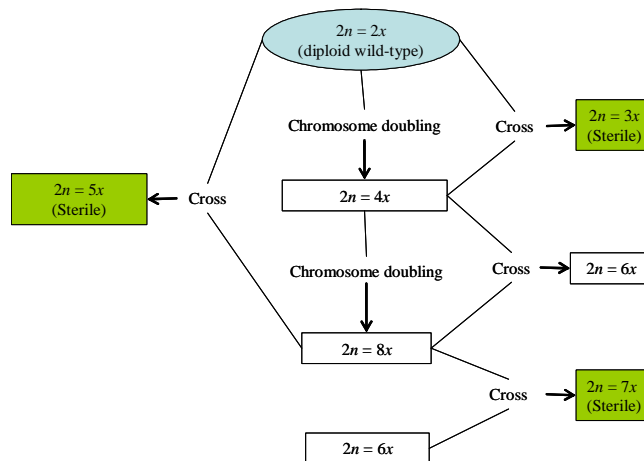 2n = 2x
(diploid wild-type)
Chromosome doubling
Cross
2n = 3x
(Sterile)
2n = 5x
(Sterile)
Cross
2n = 4x
Chromosome doubling
Cross
2n = 6x
2n = 8x
Cross
2n = 7x
(Sterile)
2n = 6x